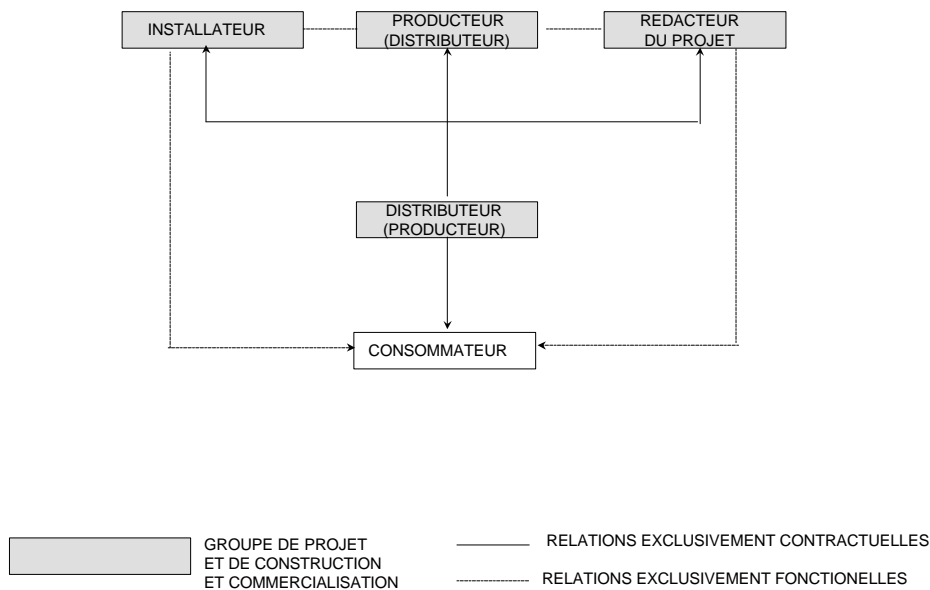 INSTALLATEUR
PRODUCTEUR
(DISTRIBUTEUR)
REDACTEUR
DU PROJET
DISTRIBUTEUR
(PRODUCTEUR)
CONSOMMATEUR
GROUPE DE PROJET
ET DE CONSTRUCTION
ET COMMERCIALISATION
RELATIONS EXCLUSIVEMENT CONTRACTUELLES
RELATIONS EXCLUSIVEMENT FONCTIONELLES